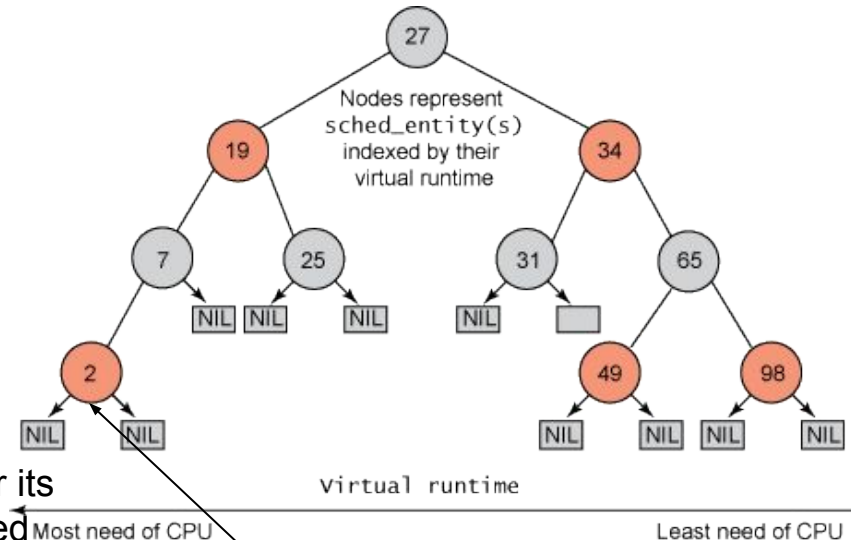 27
Nodes represent
sched_entity(s)
indexed by their
virtual runtime
19
34
7
25
31
65
NIL
NIL
NIL
NIL
2
49
98
NIL
NIL
NIL
NIL
NIL
NIL
r its
Virtual runtime
ed
Most need of CPU
Least need of CPU